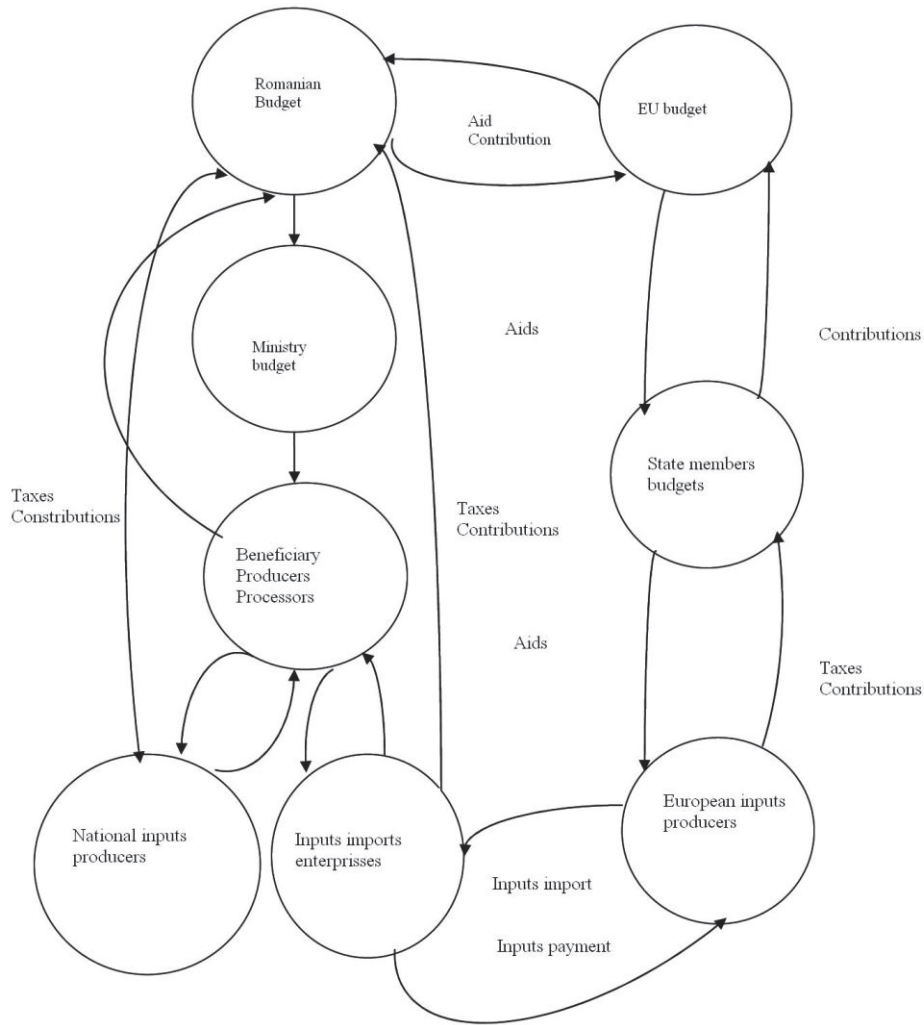 Romanian
Budget
EU budget
Aid
Contribution
Ministry
budget
Aids
Contributions
State members
budgets
Taxes
Constributions
Taxes
Contributions
Beneficiary
Producers
Processors
Aids
Taxes
Contributions
National inputs
producers
Inputs imports
enterprisses
European inputs
producers
Inputs import
Inputs payment